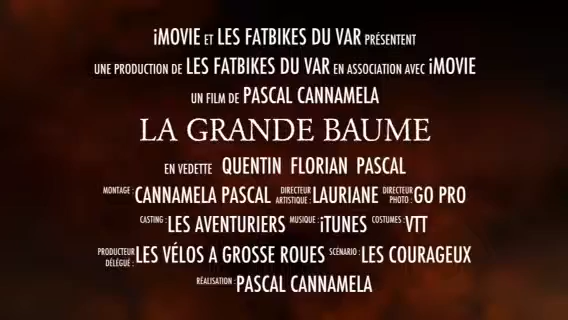 iMOVIE ET LES FATBIKES DU VAR PRÉSENTENT
UNE PRODUCTION DE LES FATBIKES DU VAR EN ASSOCIATION AVEC iMOVIE
UN FILM DE PASCAL CANNAMELA
LA GRANDE BAUME
EN VEDETTE QUENTIN FLORIAN PASCAL
MONTAGE : CANNAMELA PASCAL DIRECTEUR ARTISTIQUE : LAURIANE DIRECTEUR PHOTO : GO PRO
CASTING : LES AVENTURIERS MUSIQUE : iTUNES COSTUMES : VTT
PRODUCTEUR DÉLÉGUÉ : LES VÉLOS A GROSSE ROUES SCÉNARIO : LES COURAGEUX
RÉALISATION : PASCAL CANNAMELA